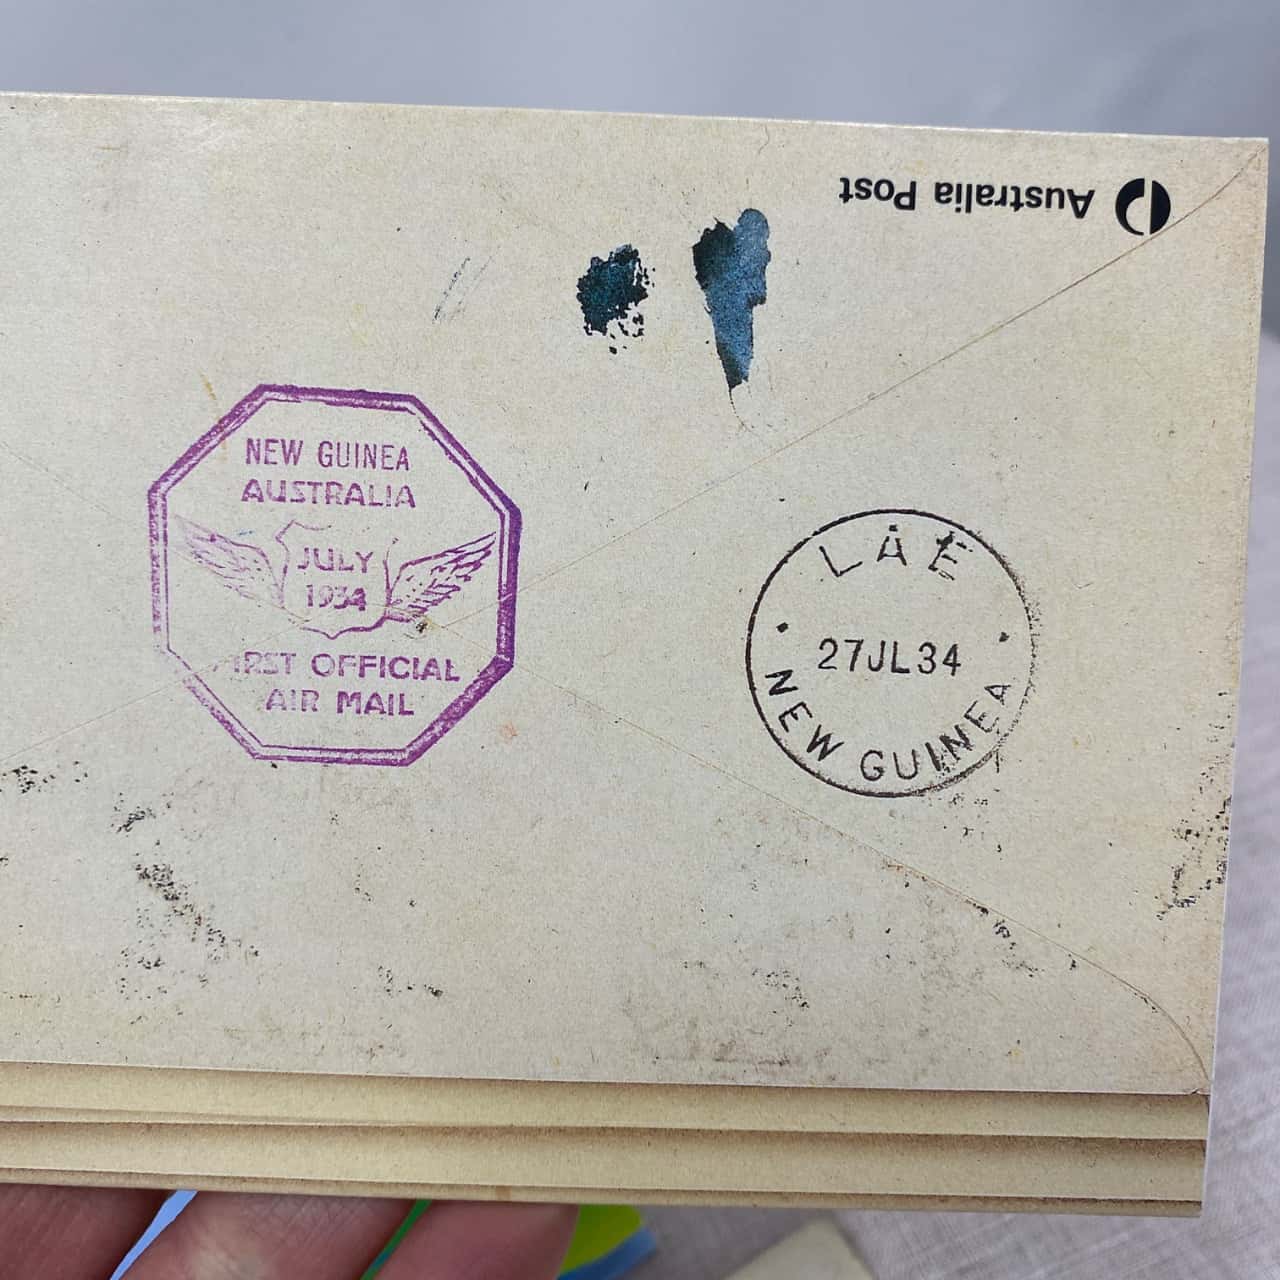 Australia Post
NEW GUINEA
AUSTRALIA
JULY
1934
FIRST OFFICIAL
AIR MAIL
LAE
27JL34
NEW GUINEA